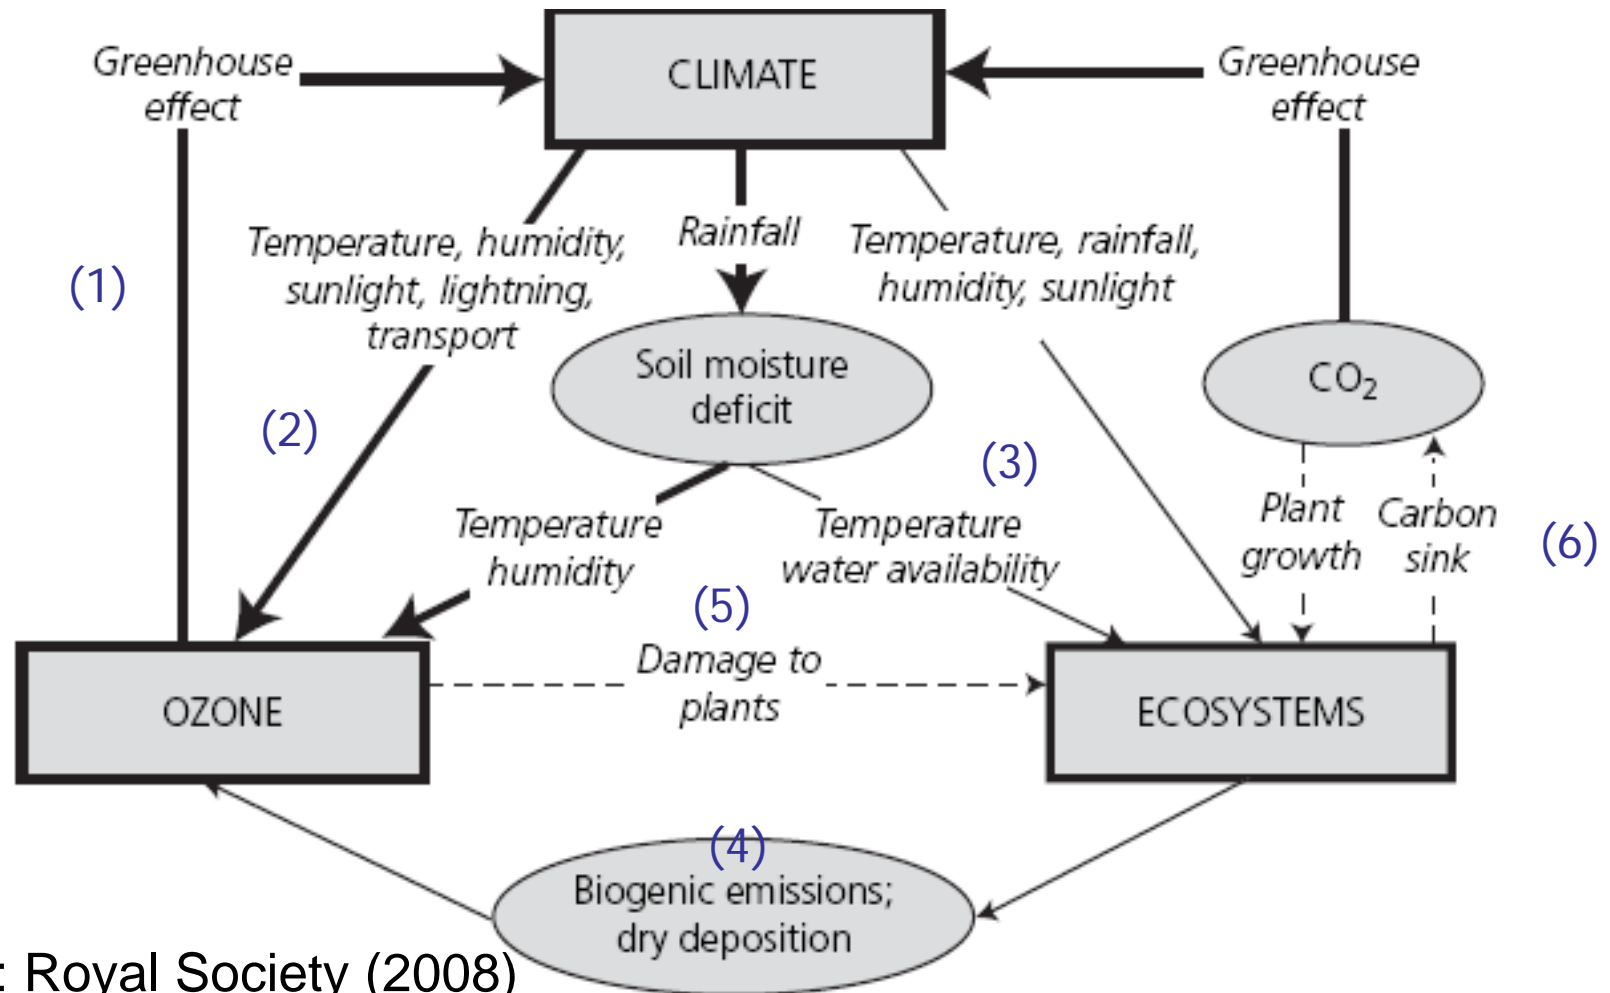 Greenhouse
effect
CLIMATE
Greenhouse
effect
Temperature, humidity,
sunlight, lightning,
transport
Rainfall
Temperature, rainfall,
humidity, sunlight
(1)
Soil moisture
deficit
CO₂
(2)
(3)
Temperature
humidity
Temperature
water availability
Plant
growth
Carbon
sink
(6)
(5)
Damage to
plants
OZONE
ECOSYSTEMS
(4)
Biogenic emissions;
dry deposition
: Royal Society (2008)